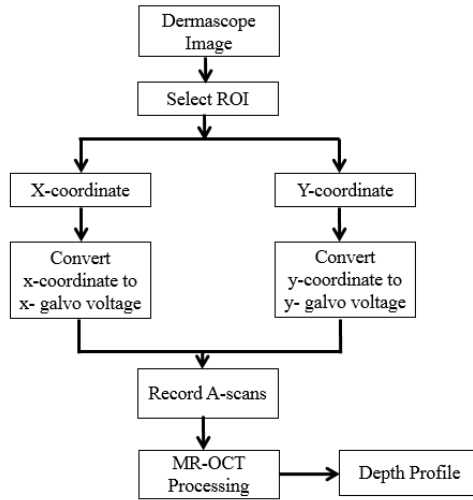 Dermascope
Image
Select ROI
X-coordinate
Y-coordinate
Convert
x-coordinate to
x- galvo voltage
Convert
y-coordinate to
y- galvo voltage
Record A-scans
MR-OCT
Processing
Depth Profile